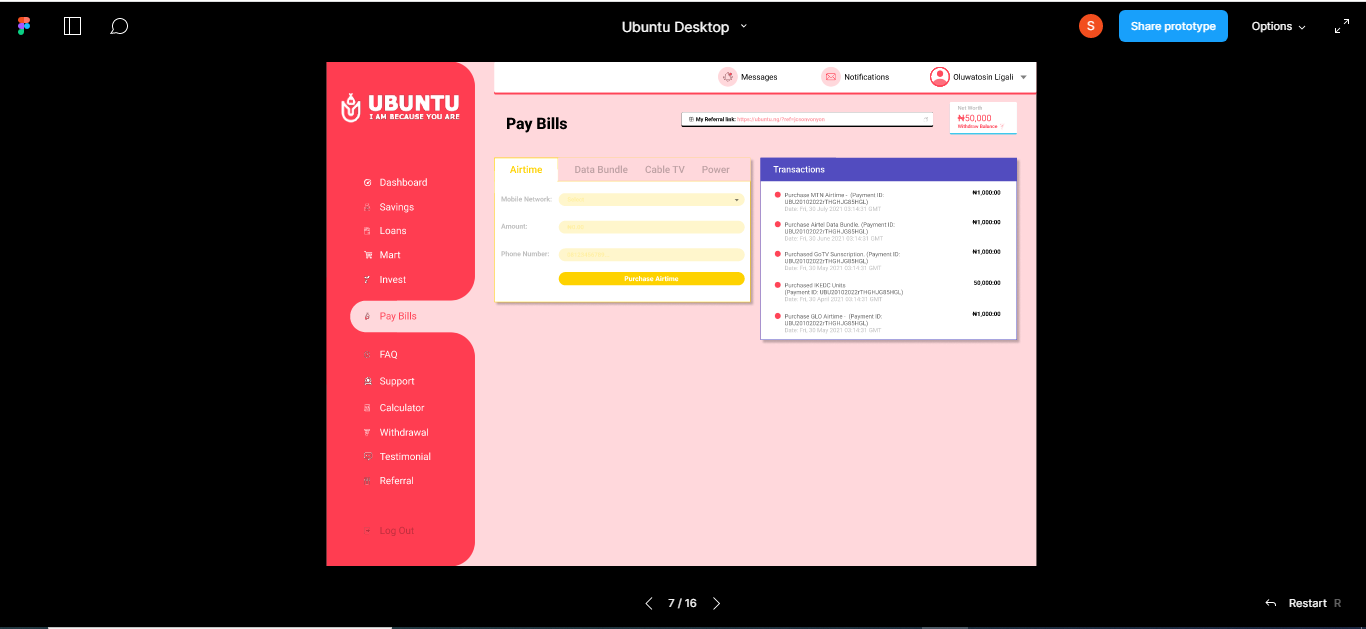 Ubuntu Desktop
S
Share prototype
Options
UBUNTU
I AM BECAUSE YOU ARE
Messages
Notifications
Oluwatosin Ligali
Pay Bills
My Referral link:
Net Worth
₦50,000
Withdraw Balance
Dashboard
Savings
Loans
Mart
Invest
Pay Bills
FAQ
Support
Calculator
Withdrawal
Testimonial
Referral
Log Out
Airtime
Data Bundle
Cable TV
Power
Mobile Network:
Amount:
Phone Number:
Purchase Airtime
Transactions
Purchase MTN Airtime - (Payment ID:
UBU20102022rTHGHJG85HGL)
Date: Fri, 30 July 2021 03:14:31 GMT
₦1,000:00
Purchase Airtel Data Bundle. (Payment ID:
UBU20102022rTHGHJG85HGL)
Date: Fri, 30 June 2021 03:14:31 GMT
₦1,000:00
Purchased GoTV Sunscription. (Payment ID:
UBU20102022rTHGHJG85HGL)
Date: Fri, 30 May 2021 03:14:31 GMT
₦1,000:00
Purchased IKEDC Units
(Payment ID: UBU20102022rTHGHJG85HGL)
Date: Fri, 30 April 2021 03:14:31 GMT
50,000:00
Purchase GLO Airtime - (Payment ID:
UBU20102022rTHGHJG85HGL)
Date: Fri, 30 May 2021 03:14:31 GMT
₦1,000:00
7 / 16
Restart R